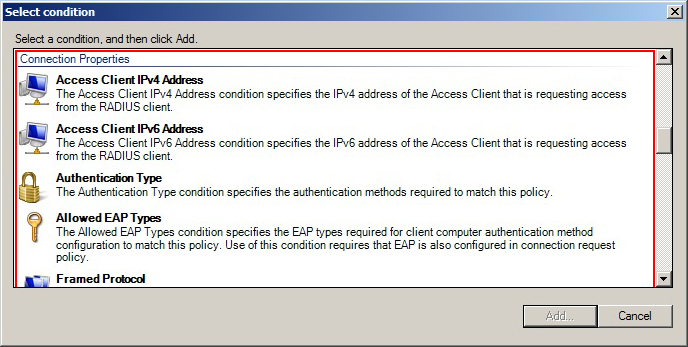 Select condition
Select a condition, and then click Add.
Connection Properties
Access Client IPv4 Address
The Access Client IPv4 Address condition specifies the IPv4 address of the Access Client that is requesting access
from the RADIUS client.
Access Client IPv6 Address
The Access Client IPv6 Address condition specifies the IPv6 address of the Access Client that is requesting access
from the RADIUS client.
Authentication Type
The Authentication Type condition specifies the authentication methods required to match this policy.
Allowed EAP Types
The Allowed EAP Types condition specifies the EAP types required for client computer authentication method
configuration to match this policy. Use of this condition requires that EAP is also configured in connection request
policy.
Framed Protocol
Add...
Cancel